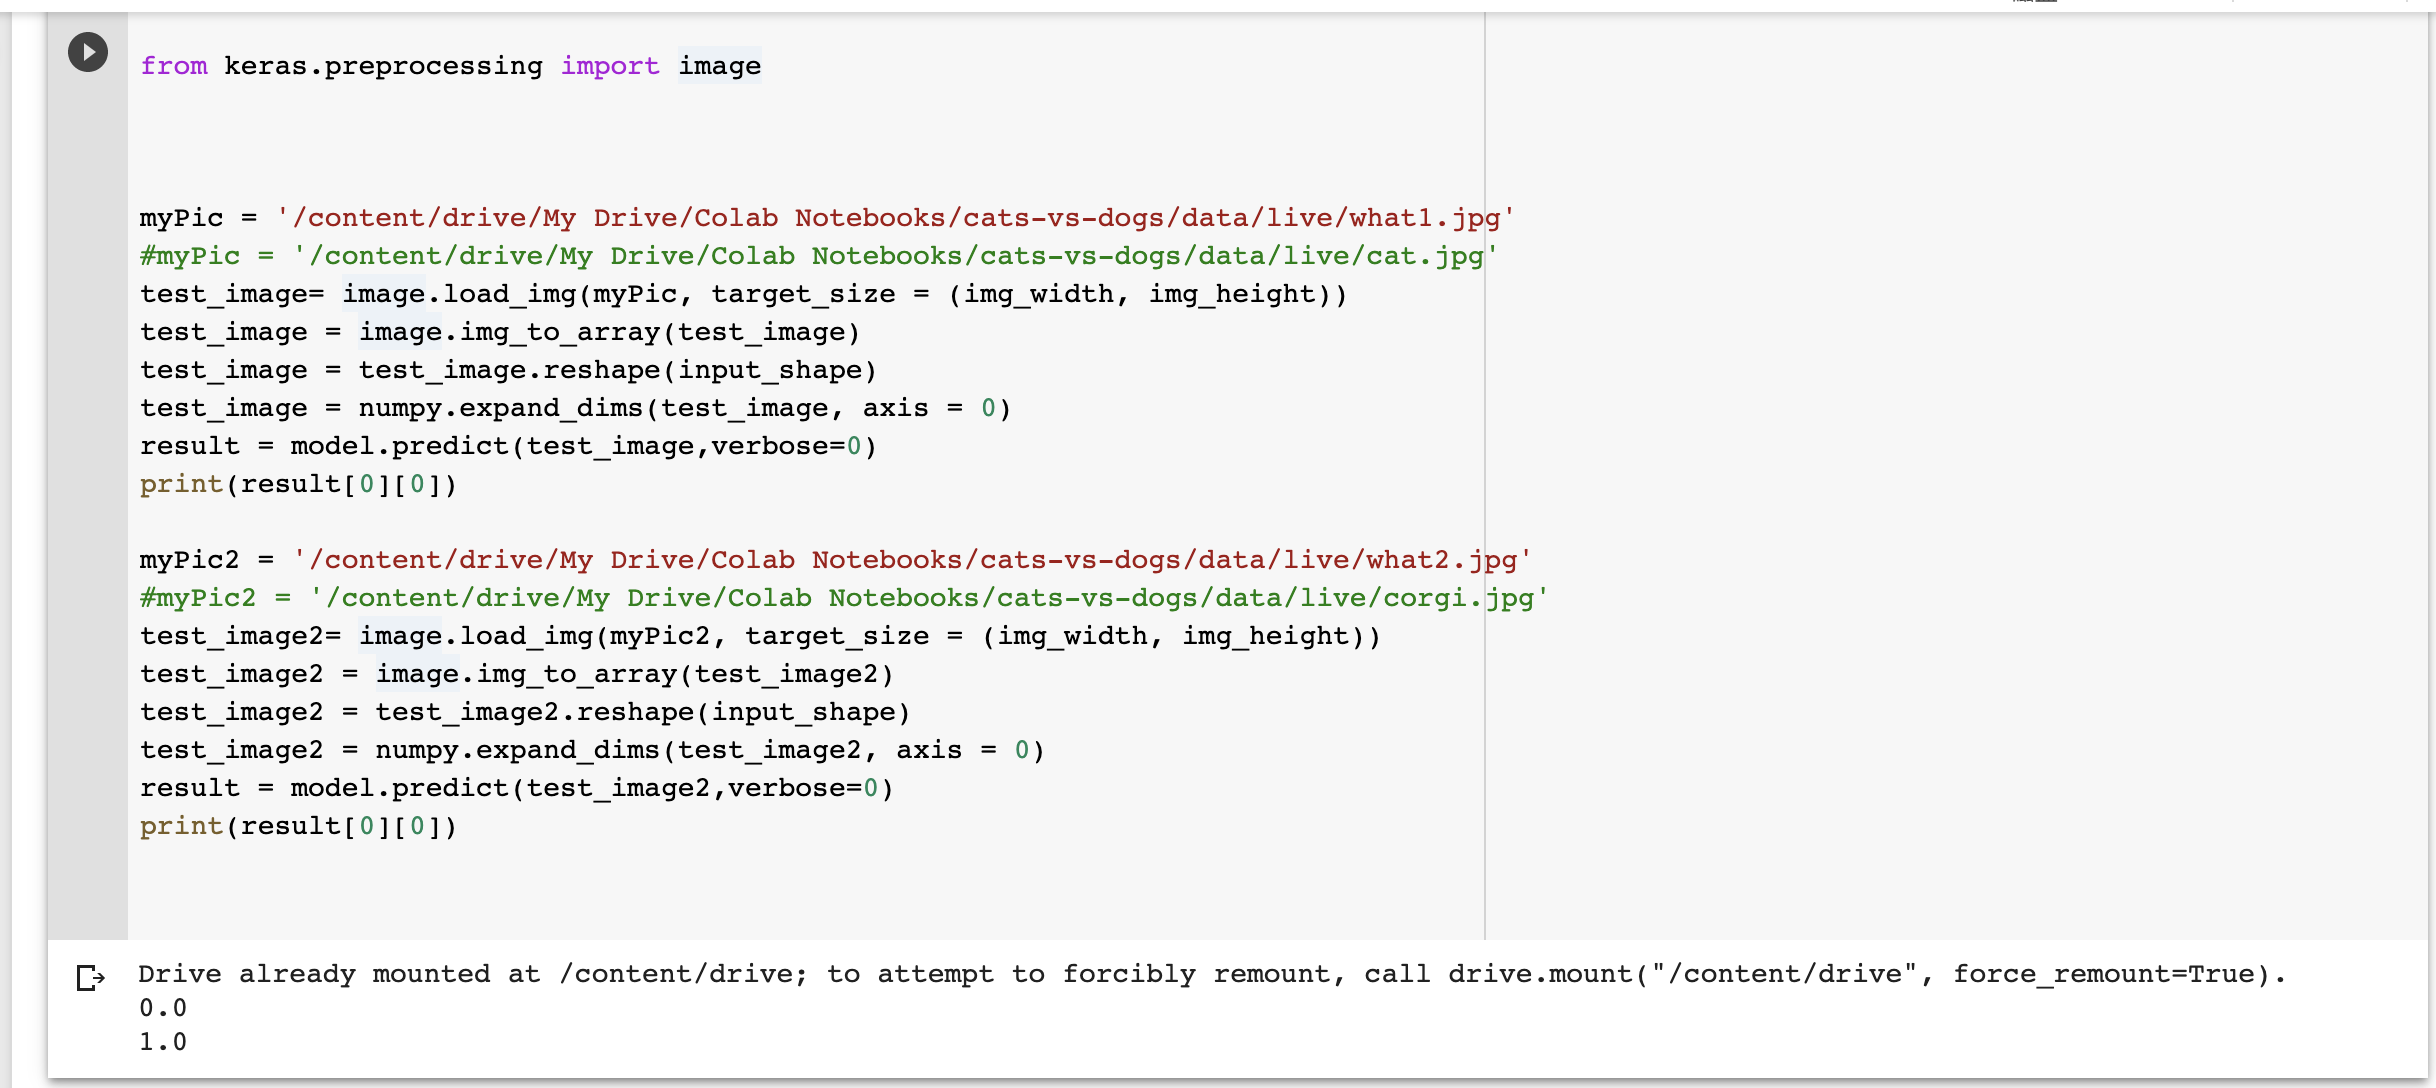 from keras.preprocessing import image
myPic = '/content/drive/My Drive/Colab Notebooks/cats-vs-dogs/data/live/what1.jpg'
#myPic = '/content/drive/My Drive/Colab Notebooks/cats-vs-dogs/data/live/cat.jpg'
test_image= image.load_img(myPic, target_size = (img_width, img_height))
test_image = image.img_to_array(test_image)
test_image = test_image.reshape(input_shape)
test_image = numpy.expand_dims(test_image, axis = 0)
result = model.predict(test_image,verbose=0)
print(result[0][0])
myPic2 = '/content/drive/My Drive/Colab Notebooks/cats-vs-dogs/data/live/what2.jpg'
#myPic2 = '/content/drive/My Drive/Colab Notebooks/cats-vs-dogs/data/live/corgi.jpg'
test_image2= image.load_img(myPic2, target_size = (img_width, img_height))
test_image2 = image.img_to_array(test_image2)
test_image2 = test_image2.reshape(input_shape)
test_image2 = numpy.expand_dims(test_image2, axis = 0)
result = model.predict(test_image2,verbose=0)
print(result[0][0])
Drive already mounted at /content/drive; to attempt to forcibly remount, call drive.mount("/content/drive", force_remount=True).
0.0
1.0